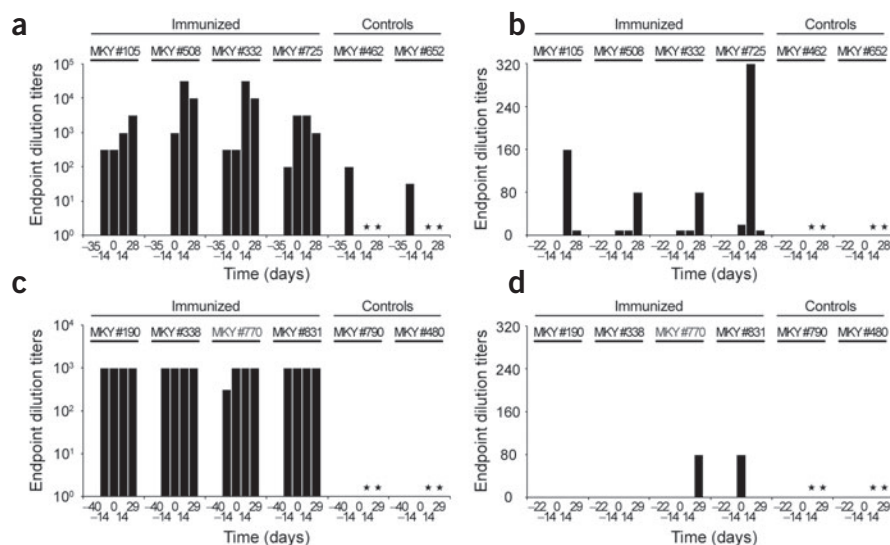 a
Immunized Controls
MKY #105 MKY #508 MKY #332 MKY #725 MKY #462 MKY #652
Endpoint dilution titers
10⁵
10⁴
10³
10²
10¹
10⁰
★ ★ ★ ★
–35 0 28 –35 0 28 –35 0 28 –35 0 28 –35 0 28 –35 0 28
–14 14 –14 14 –14 14 –14 14 –14 14 –14 14
Time (days)
b
Immunized Controls
MKY #105 MKY #508 MKY #332 MKY #725 MKY #462 MKY #652
Endpoint dilution titers
320
240
160
80
0
★ ★ ★ ★
–22 0 28 –22 0 28 –22 0 28 –22 0 28 –22 0 28 –22 0 28
–14 14 –14 14 –14 14 –14 14 –14 14 –14 14
Time (days)
c
Immunized Controls
MKY #190 MKY #338 MKY #770 MKY #831 MKY #790 MKY #480
Endpoint dilution titers
10⁴
10³
10²
10¹
10⁰
★ ★ ★ ★
–40 0 29 –40 0 29 –40 0 29 –40 0 29 –40 0 29 –40 0 29
–14 14 –14 14 –14 14 –14 14 –14 14 –14 14
Time (days)
d
Immunized Controls
MKY #190 MKY #338 MKY #770 MKY #831 MKY #790 MKY #480
Endpoint dilution titers
320
240
160
80
0
★ ★ ★ ★
–22 0 29 –22 0 29 –22 0 29 –22 0 29 –22 0 29 –22 0 29
–14 14 –14 14 –14 14 –14 14 –14 14 –14 14
Time (days)